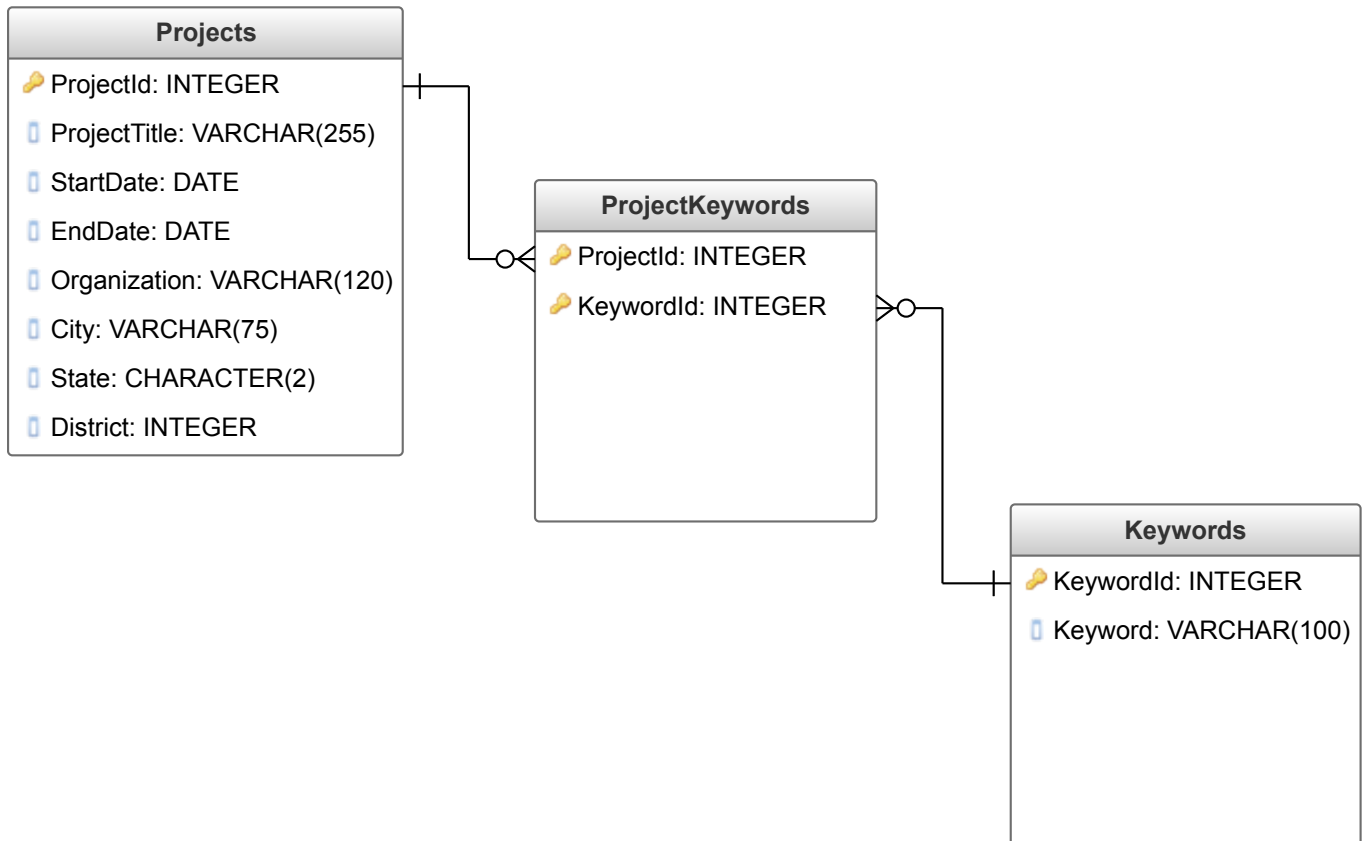 Projects
ProjectId: INTEGER
ProjectTitle: VARCHAR(255)
StartDate: DATE
EndDate: DATE
Organization: VARCHAR(120)
City: VARCHAR(75)
State: CHARACTER(2)
District: INTEGER
ProjectKeywords
ProjectId: INTEGER
KeywordId: INTEGER
Keywords
KeywordId: INTEGER
Keyword: VARCHAR(100)